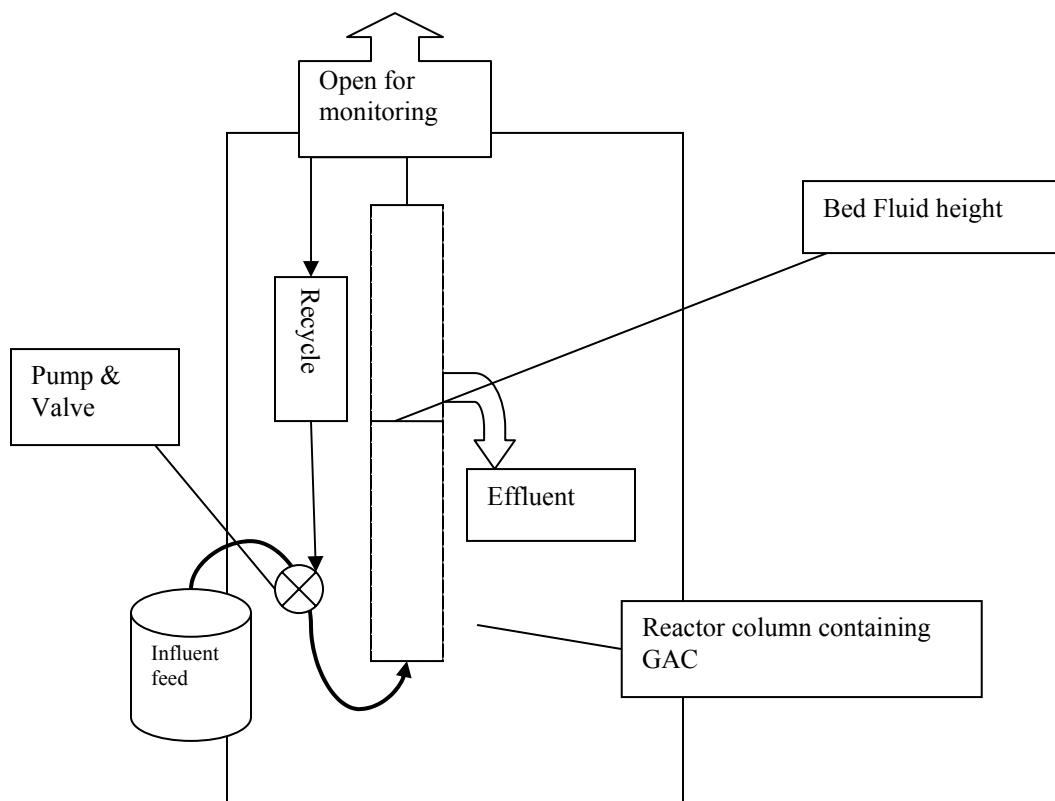 Open for
monitoring
Bed Fluid height
Recycle
Pump &
Valve
Effluent
Reactor column containing
GAC
Influent
feed